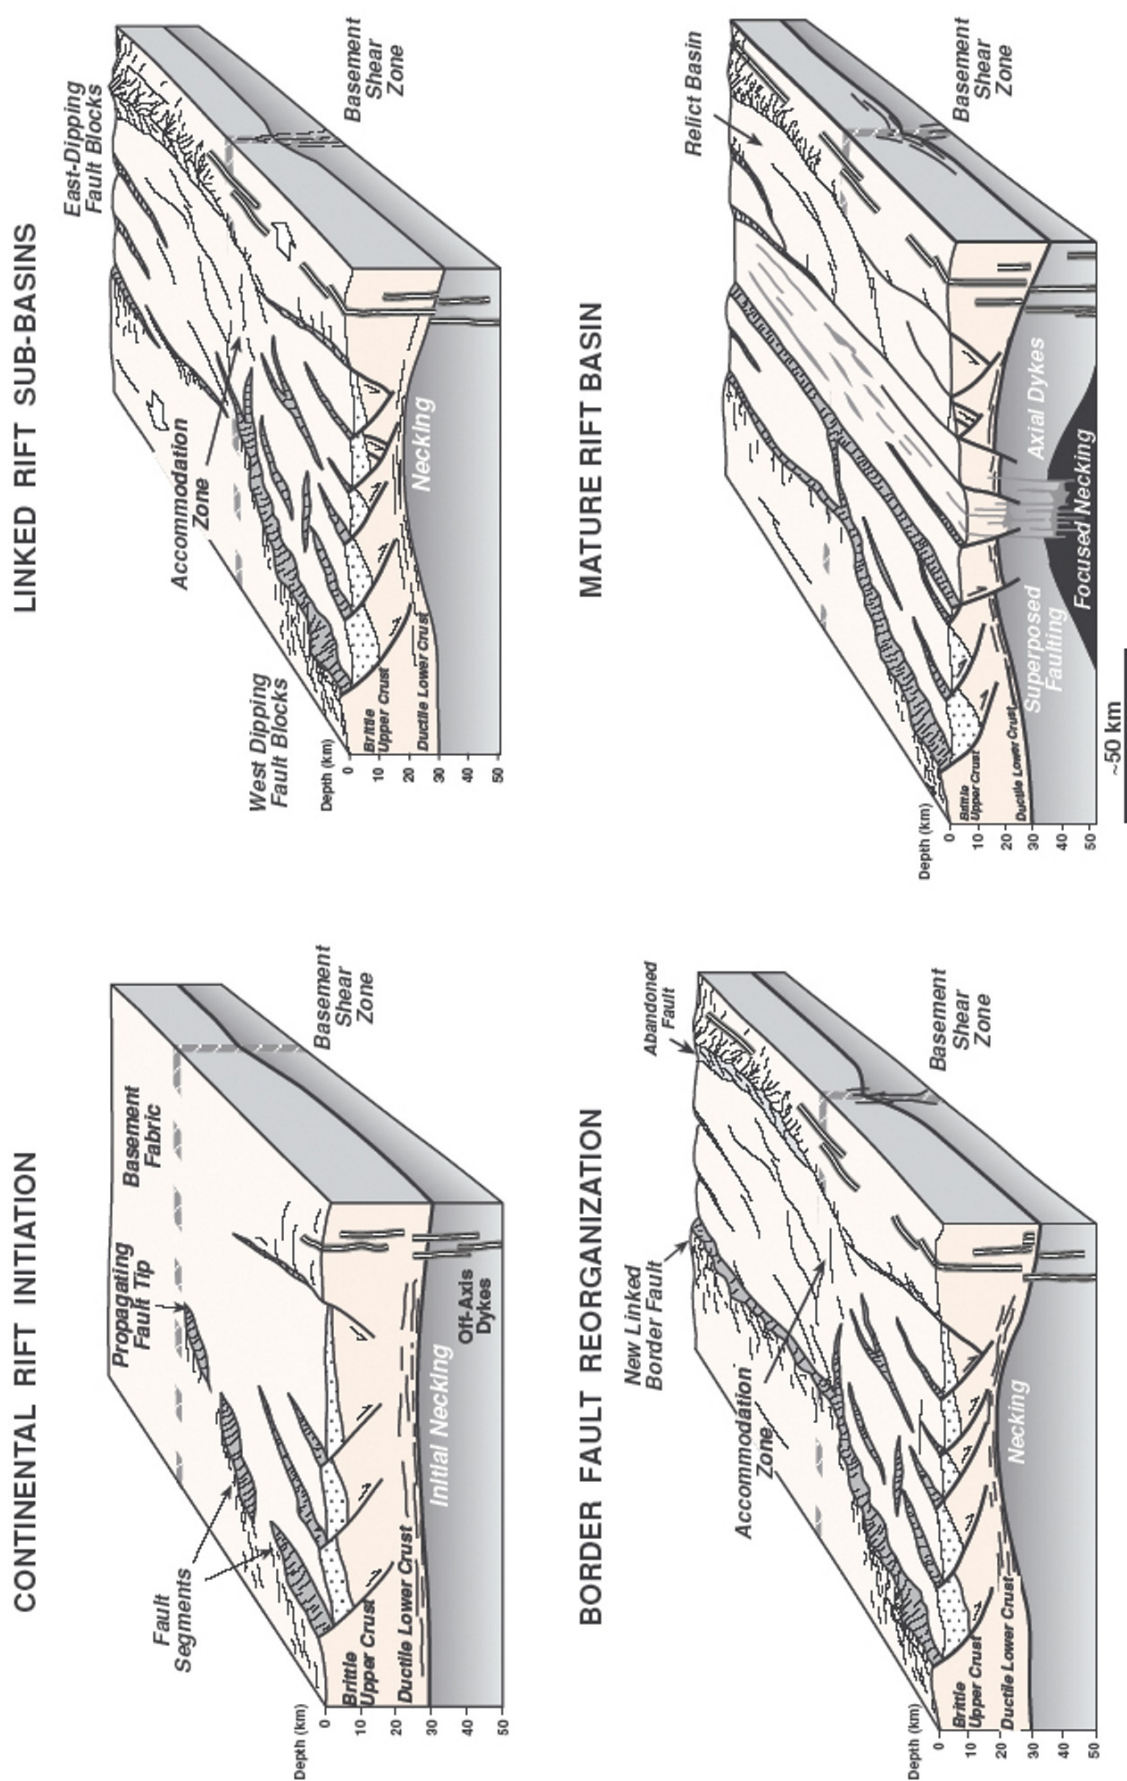 CONTINENTAL RIFT INITIATION
Propagating
Fault Tip
Basement
Fabric
Fault
Segments
Basement
Shear
Zone
Depth (km)
0
10
20
30
40
50
Brittle
Upper Crust
Ductile Lower Crust
Initial Necking
Off-Axis
Dykes
LINKED RIFT SUB-BASINS
East-Dipping
Fault Blocks
Accommodation
Zone
West Dipping
Fault Blocks
Basement
Shear
Zone
Depth (km)
0
10
20
30
40
50
Brittle
Upper Crust
Ductile Lower Crust
Necking
BORDER FAULT REORGANIZATION
New Linked
Border Fault
Abandoned
Fault
Accommodation
Zone
Basement
Shear
Zone
Depth (km)
0
10
20
30
40
50
Brittle
Upper Crust
Ductile Lower Crust
Necking
MATURE RIFT BASIN
Relict Basin
Basement
Shear
Zone
Depth (km)
0
10
20
30
40
50
Brittle
Upper Crust
Ductile Lower Crust
Superposed
Faulting
Axial Dykes
Focused Necking
~50 km